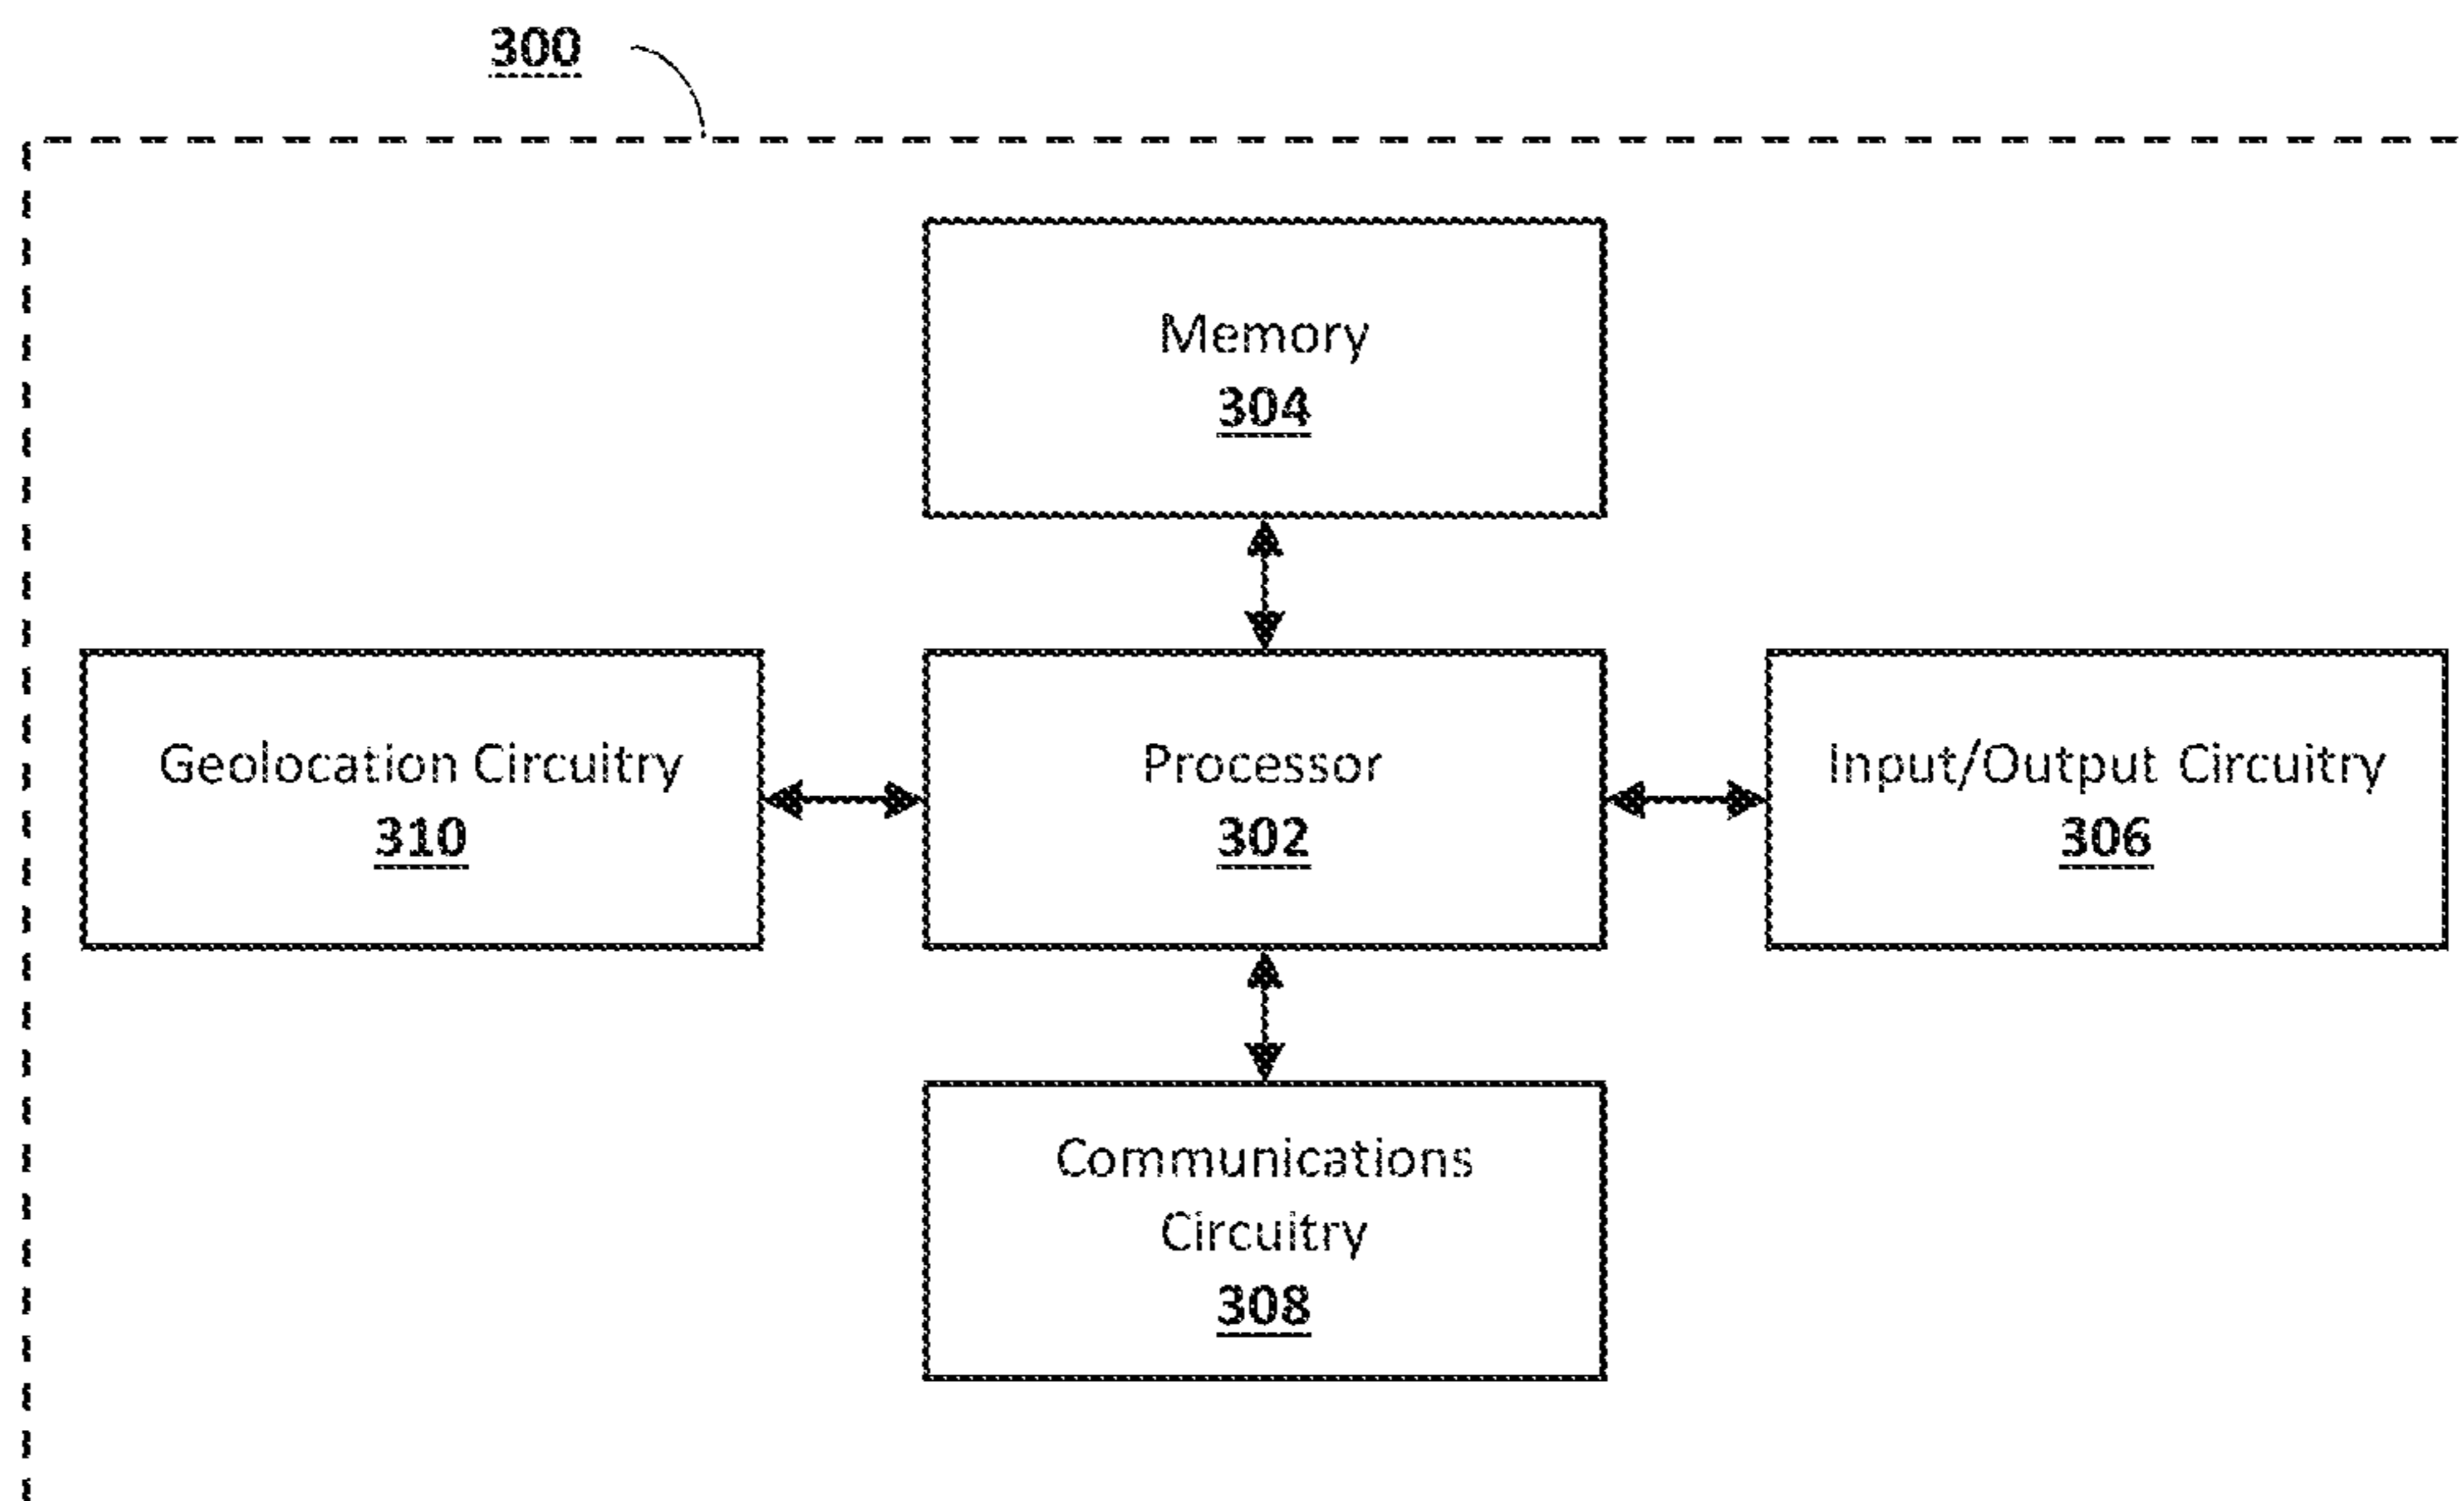 300
Memory
304
Geolocation Circuitry
310
Processor
302
Input/Output Circuitry
306
Communications
Circuitry
308